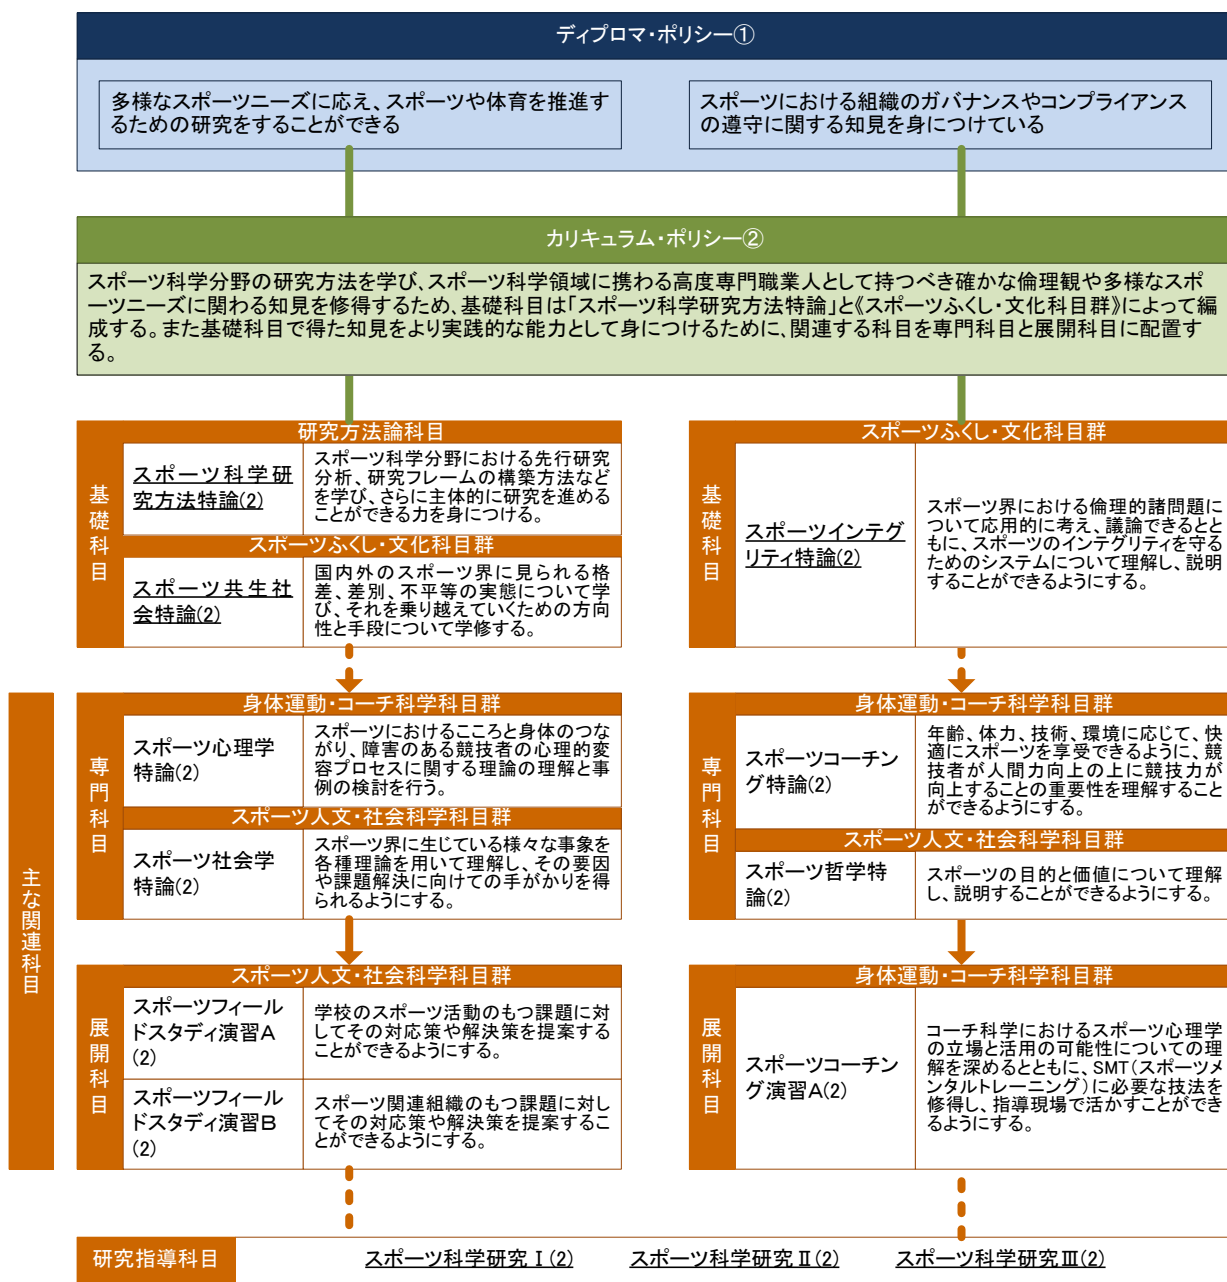 ディプロマ・ポリシー①
多様なスポーツニーズに応え、スポーツや体育を推進す
るための研究をすることができる
スポーツにおける組織のガバナンスやコンプライアンス
の遵守に関する知見を身につけている
カリキュラム・ポリシー②
スポーツ科学分野の研究方法を学び、スポーツ科学領域に携わる高度専門職業人として持つべき確かな倫理観や多様なスポ
ーツニーズに関わる知見を修得するため、基礎科目は「スポーツ科学研究方法特論」と《スポーツふくし・文化科目群》によって編
成する。また基礎科目で得た知見をより実践的な能力として身につけるために、関連する科目を専門科目と展開科目に配置す
る。
基礎科目
研究方法論科目
スポーツ科学研
究方法特論(2)
スポーツ科学分野における先行研究
分析、研究フレームの構築方法など
を学び、さらに主体的に研究を進める
ことができる力を身につける。
スポーツふくし・文化科目群
スポーツ共生社
会特論(2)
国内外のスポーツ界に見られる格
差、差別、不平等の実態について学
び、それを乗り越えていくための方向
性と手段について学修する。
基礎科目
スポーツふくし・文化科目群
スポーツインテグ
リティ特論(2)
スポーツ界における倫理的諸問題に
ついて応用的に考え、議論できるとと
もに、スポーツのインテグリティを守る
ためのシステムについて理解し、説明
することができるようにする。
主な関連科目
専門科目
身体運動・コーチ科学科目群
スポーツ心理学
特論(2)
スポーツにおけるこころと身体のつな
がり、障害のある競技者の心理的変
容プロセスに関する理論の理解と事
例の検討を行う。
スポーツ人文・社会科学科目群
スポーツ社会学
特論(2)
スポーツ界に生じている様々な事象を
各種理論を用いて理解し、その要因
や課題解決に向けての手がかりを得
られるようにする。
専門科目
身体運動・コーチ科学科目群
スポーツコーチン
グ特論(2)
年齢、体力、技術、環境に応じて、快
適にスポーツを享受できるように、競
技者が人間力向上の上に競技力が
向上することの重要性を理解すること
ができるようにする。
スポーツ人文・社会科学科目群
スポーツ哲学特
論(2)
スポーツの目的と価値について理解
し、説明することができるようにする。
展開科目
スポーツ人文・社会科学科目群
スポーツフィール
ドスタディ演習A
(2)
学校のスポーツ活動のもつ課題に対
してその対応策や解決策を提案する
ことができるようにする。
スポーツフィール
ドスタディ演習B
(2)
スポーツ関連組織のもつ課題に対し
てその対応策や解決策を提案するこ
とができるようにする。
展開科目
身体運動・コーチ科学科目群
スポーツコーチン
グ演習A(2)
コーチ科学におけるスポーツ心理学
の立場と活用の可能性についての理
解を深めるとともに、SMT(スポーツメ
ンタルトレーニング)に必要な技法を
修得し、指導現場で活かすことができ
るようにする。
研究指導科目
スポーツ科学研究Ⅰ(2)
スポーツ科学研究Ⅱ(2)
スポーツ科学研究Ⅲ(2)